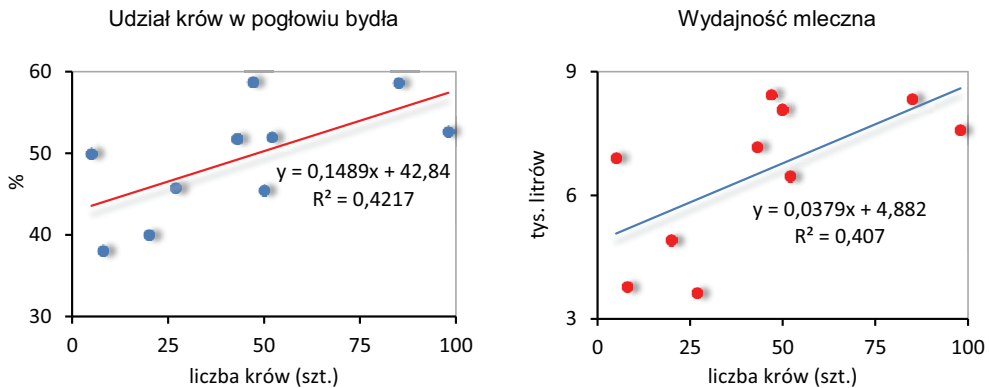 Udział krów w pogłowiu bydła
60
50
40
30
%
y = 0,1489x + 42,84
R² = 0,4217
0 25 50 75 100
liczba krów (szt.)
Wydajność mleczna
9
6
3
tys. litrów
y = 0,0379x + 4,882
R² = 0,407
0 25 50 75 100
liczba krów (szt.)